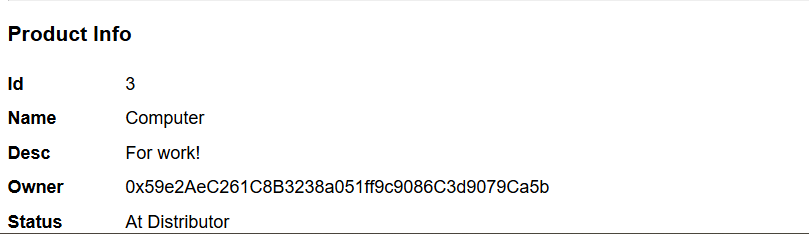 Product Info
Id 3
Name Computer
Desc For work!
Owner 0x59e2AeC261C8B3238a051ff9c9086C3d9079Ca5b
Status At Distributor